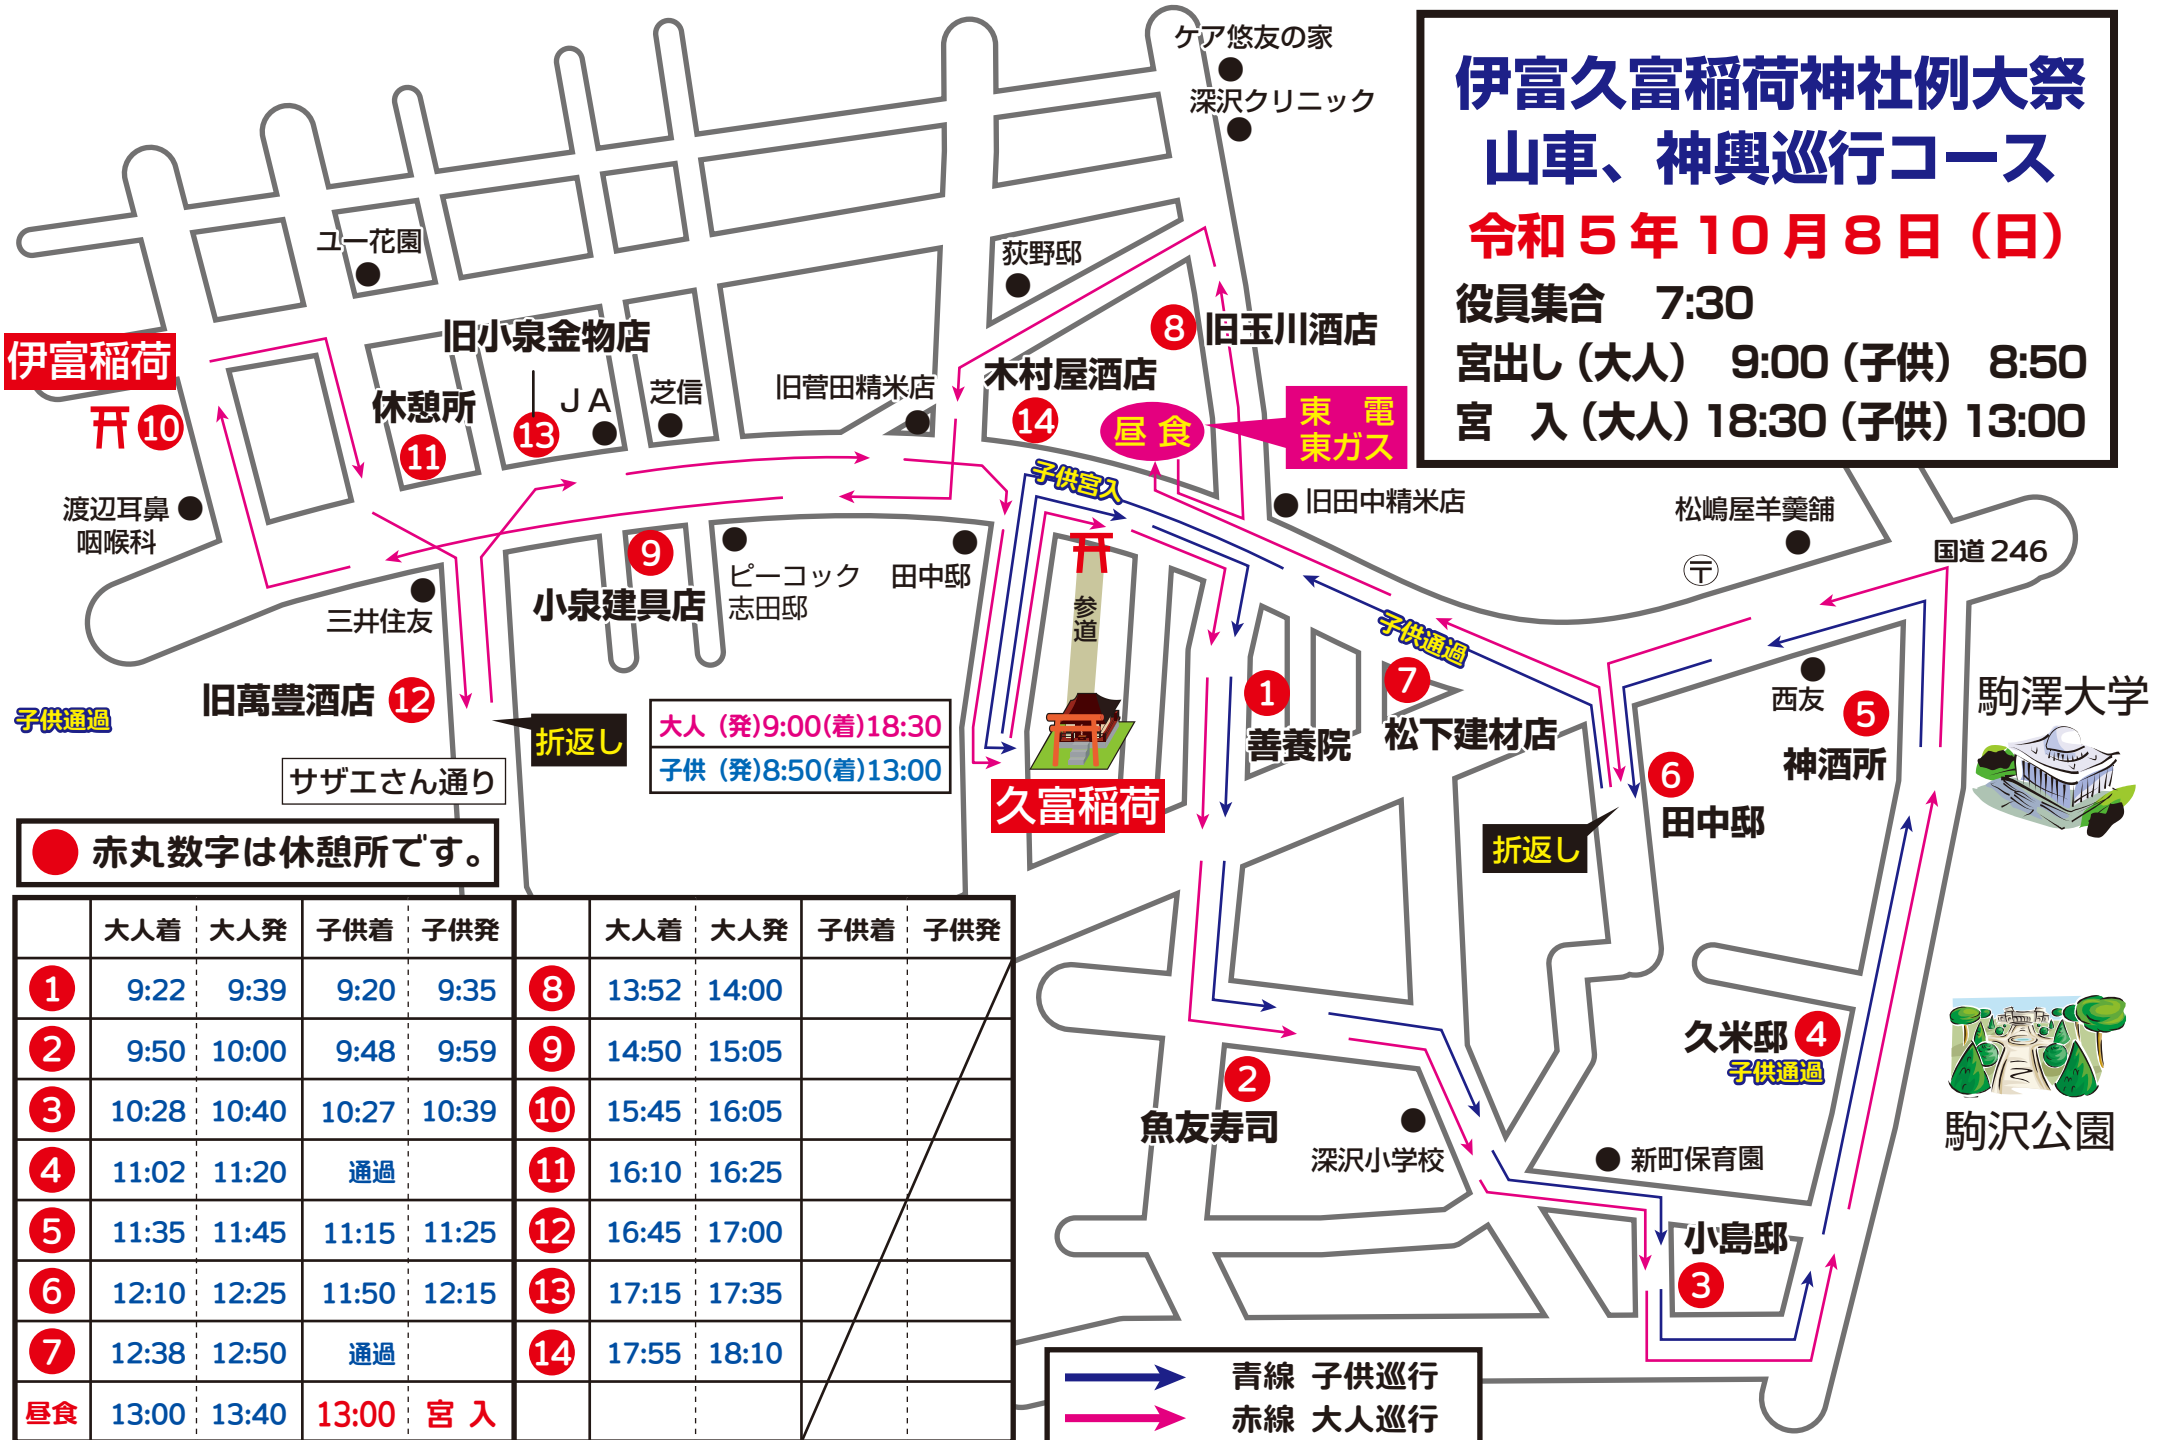 伊富久富稲荷神社例大祭
山車、神輿巡行コース
令和5年10月8日(日)
役員集合 7:30
宮出し(大人) 9:00(子供) 8:50
宮 入(大人)18:30(子供)13:00
ケア悠友の家
深沢クリニック
ユー花園
荻野邸
伊富稲荷
⑩
旧小泉金物店
⑬
JA
休憩所
⑪
芝信
旧菅田精米店
木村屋酒店
⑭
⑧ 旧玉川酒店
昼食
東 電
東ガス
子供宮入
旧田中精米店
松嶋屋羊羹舗
国道246
〒
渡辺耳鼻
咽喉科
三井住友
⑨
小泉建具店
ピーコック
志田邸
田中邸
参道
子供通過
旧萬豊酒店 ⑫
子供通過
折返し
サザエさん通り
大人(発)9:00(着)18:30
子供(発)8:50(着)13:00
久富稲荷
①
善養院
⑦
松下建材店
西友
⑤
神酒所
駒澤大学
⑥
田中邸
折返し
久米邸 ④
子供通過
駒沢公園
②
魚友寿司
深沢小学校
新町保育園
小島邸
③
赤丸数字は休憩所です。
大人着 大人発 子供着 子供発 大人着 大人発 子供着 子供発
① 9:22 9:39 9:20 9:35 ⑧ 13:52 14:00
② 9:50 10:00 9:48 9:59 ⑨ 14:50 15:05
③ 10:28 10:40 10:27 10:39 ⑩ 15:45 16:05
④ 11:02 11:20 通過 ⑪ 16:10 16:25
⑤ 11:35 11:45 11:15 11:25 ⑫ 16:45 17:00
⑥ 12:10 12:25 11:50 12:15 ⑬ 17:15 17:35
⑦ 12:38 12:50 通過 ⑭ 17:55 18:10
昼食 13:00 13:40 13:00 宮 入
青線 子供巡行
赤線 大人巡行